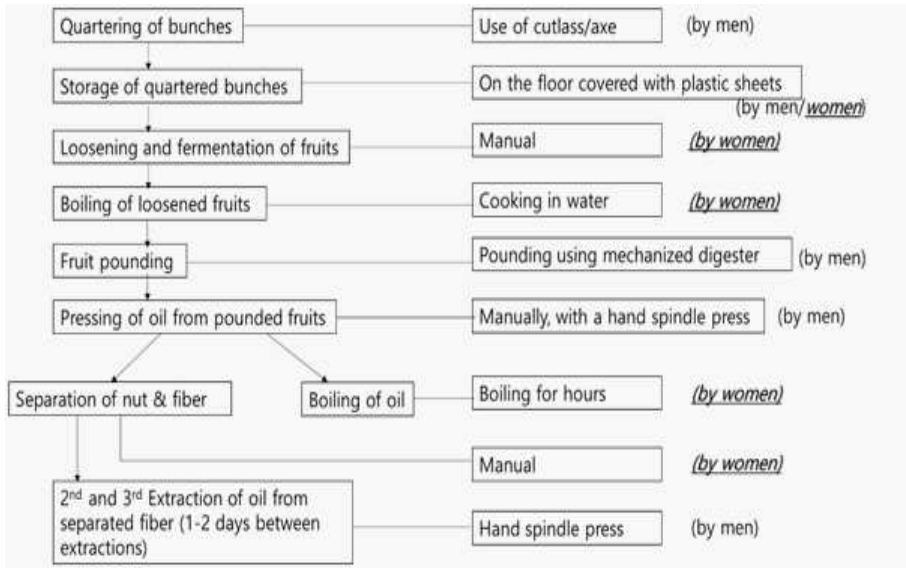 Quartering of bunches
Use of cutlass/axe
(by men)
Storage of quartered bunches
On the floor covered with plastic sheets
(by men/women)
Loosening and fermentation of fruits
Manual
(by women)
Boiling of loosened fruits
Cooking in water
(by women)
Fruit pounding
Pounding using mechanized digester
(by men)
Pressing of oil from pounded fruits
Manually, with a hand spindle press
(by men)
Separation of nut & fiber
Boiling of oil
Boiling for hours
(by women)
Manual
(by women)
2nd and 3rd Extraction of oil from
separated fiber (1-2 days between
extractions)
Hand spindle press
(by men)